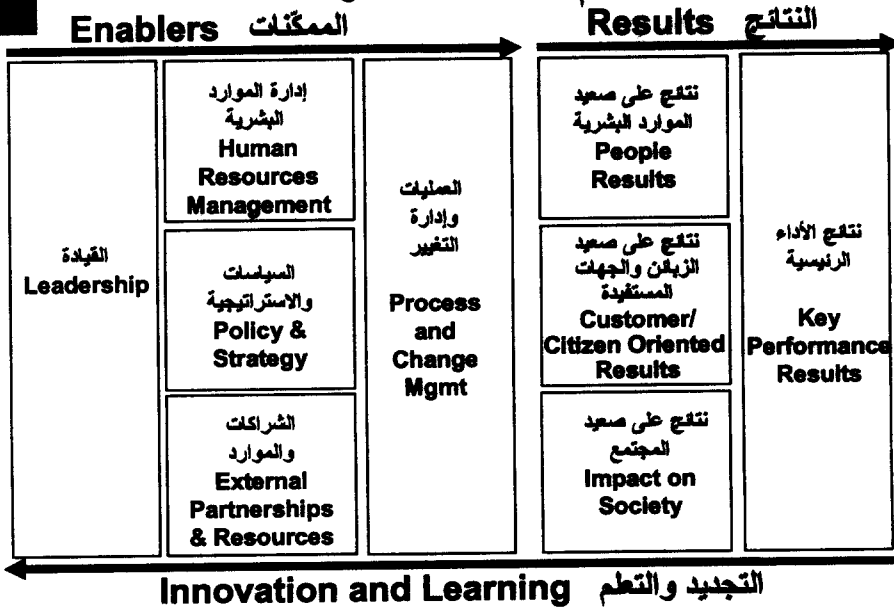 Enablers الممكّنات
Results النتائج
القيادة
Leadership
إدارة الموارد
البشرية
Human
Resources
Management
السياسات
والاستراتيجية
Policy &
Strategy
الشراكات
والموارد
External
Partnerships
& Resources
العمليات
وإدارة
التغيير
Process
and
Change
Mgmt
نتائج على صعيد
الموارد البشرية
People
Results
نتائج على صعيد
الزبائن والجهات
المستفيدة
Customer/
Citizen Oriented
Results
نتائج على صعيد
المجتمع
Impact on
Society
نتائج الأداء
الرئيسية
Key
Performance
Results
Innovation and Learning التجديد والتعلم